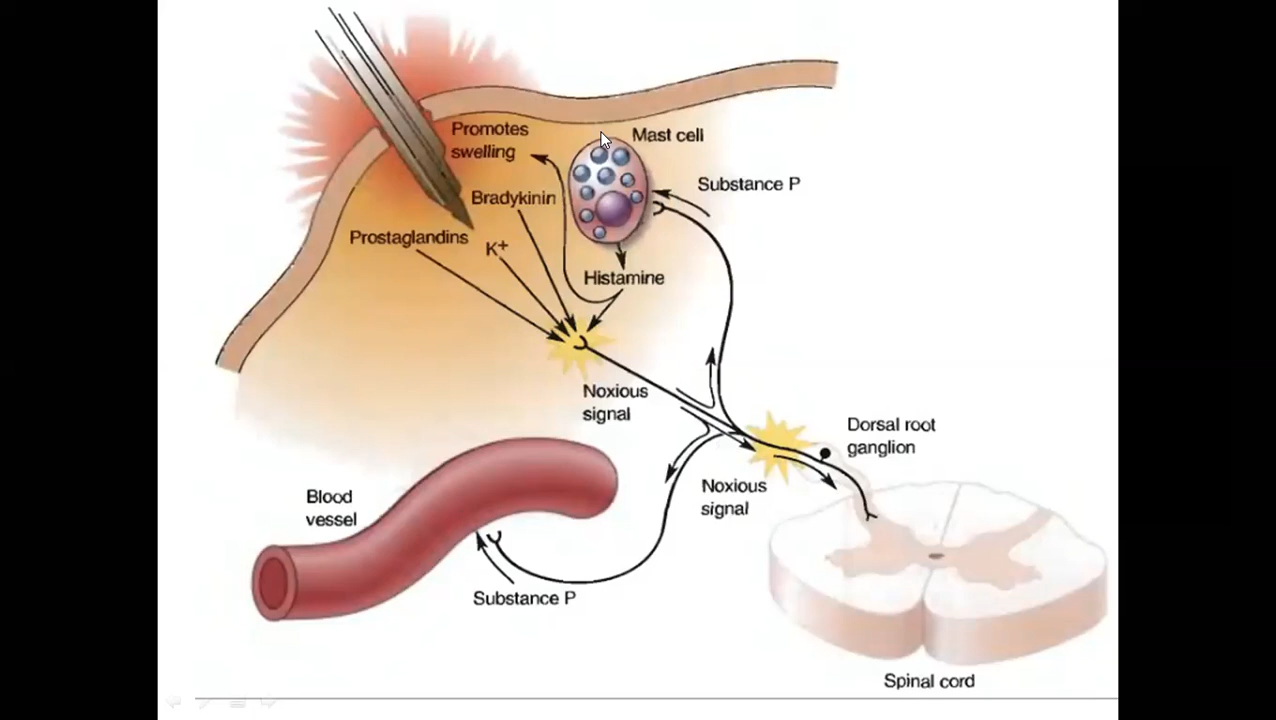 Promotes
swelling
Mast cell
Substance P
Bradykinin
Prostaglandins
K+
Histamine
Noxious
signal
Dorsal root
ganglion
Noxious
signal
Blood
vessel
Substance P
Spinal cord